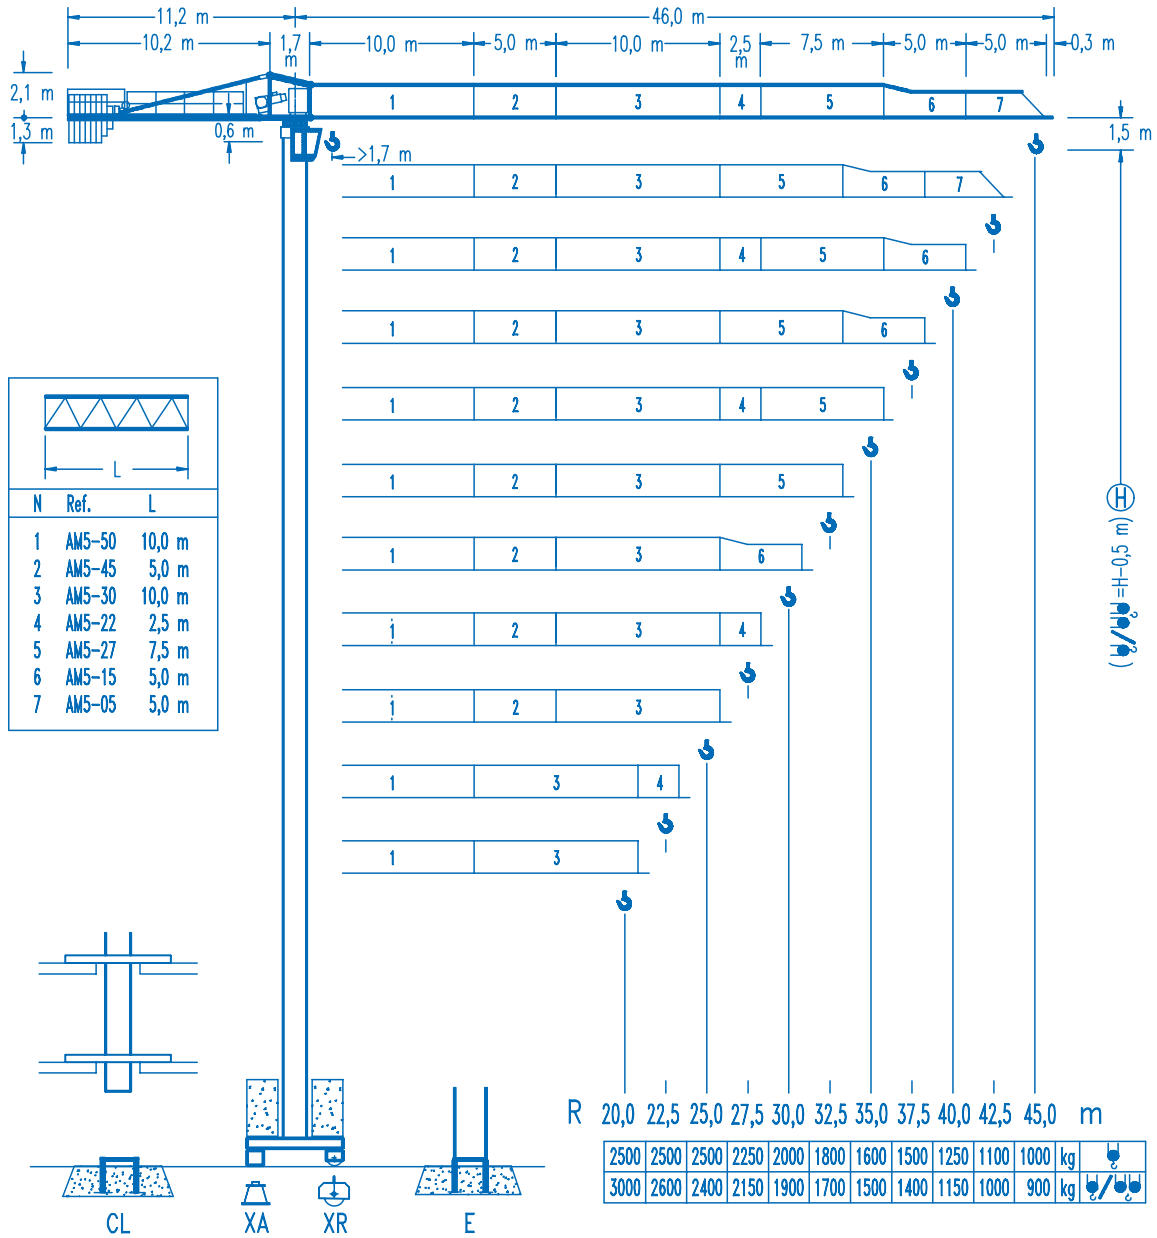 11,2 m 46,0 m
10,2 m 1,7 m 10,0 m 5,0 m 10,0 m 2,5 m 7,5 m 5,0 m 5,0 m 0,3 m
2,1 m
1 2 3 4 5 6 7
1,3 m 0,6 m 1,5 m
>1,7 m
1 2 3 5 6 7
1 2 3 4 5 6
1 2 3 5 6
1 2 3 4 5
1 2 3 5
1 2 3 6
1 2 3 4
1 2 3
1 3 4
1 3
L
N Ref. L
1 AM5-50 10,0 m
2 AM5-45 5,0 m
3 AM5-30 10,0 m
4 AM5-22 2,5 m
5 AM5-27 7,5 m
6 AM5-15 5,0 m
7 AM5-05 5,0 m
H
( / =H-0,5 m)
R 20,0 22,5 25,0 27,5 30,0 32,5 35,0 37,5 40,0 42,5 45,0 m
2500 2500 2500 2250 2000 1800 1600 1500 1250 1100 1000 kg
3000 2600 2400 2150 1900 1700 1500 1400 1150 1000 900 kg /
CL XA XR E